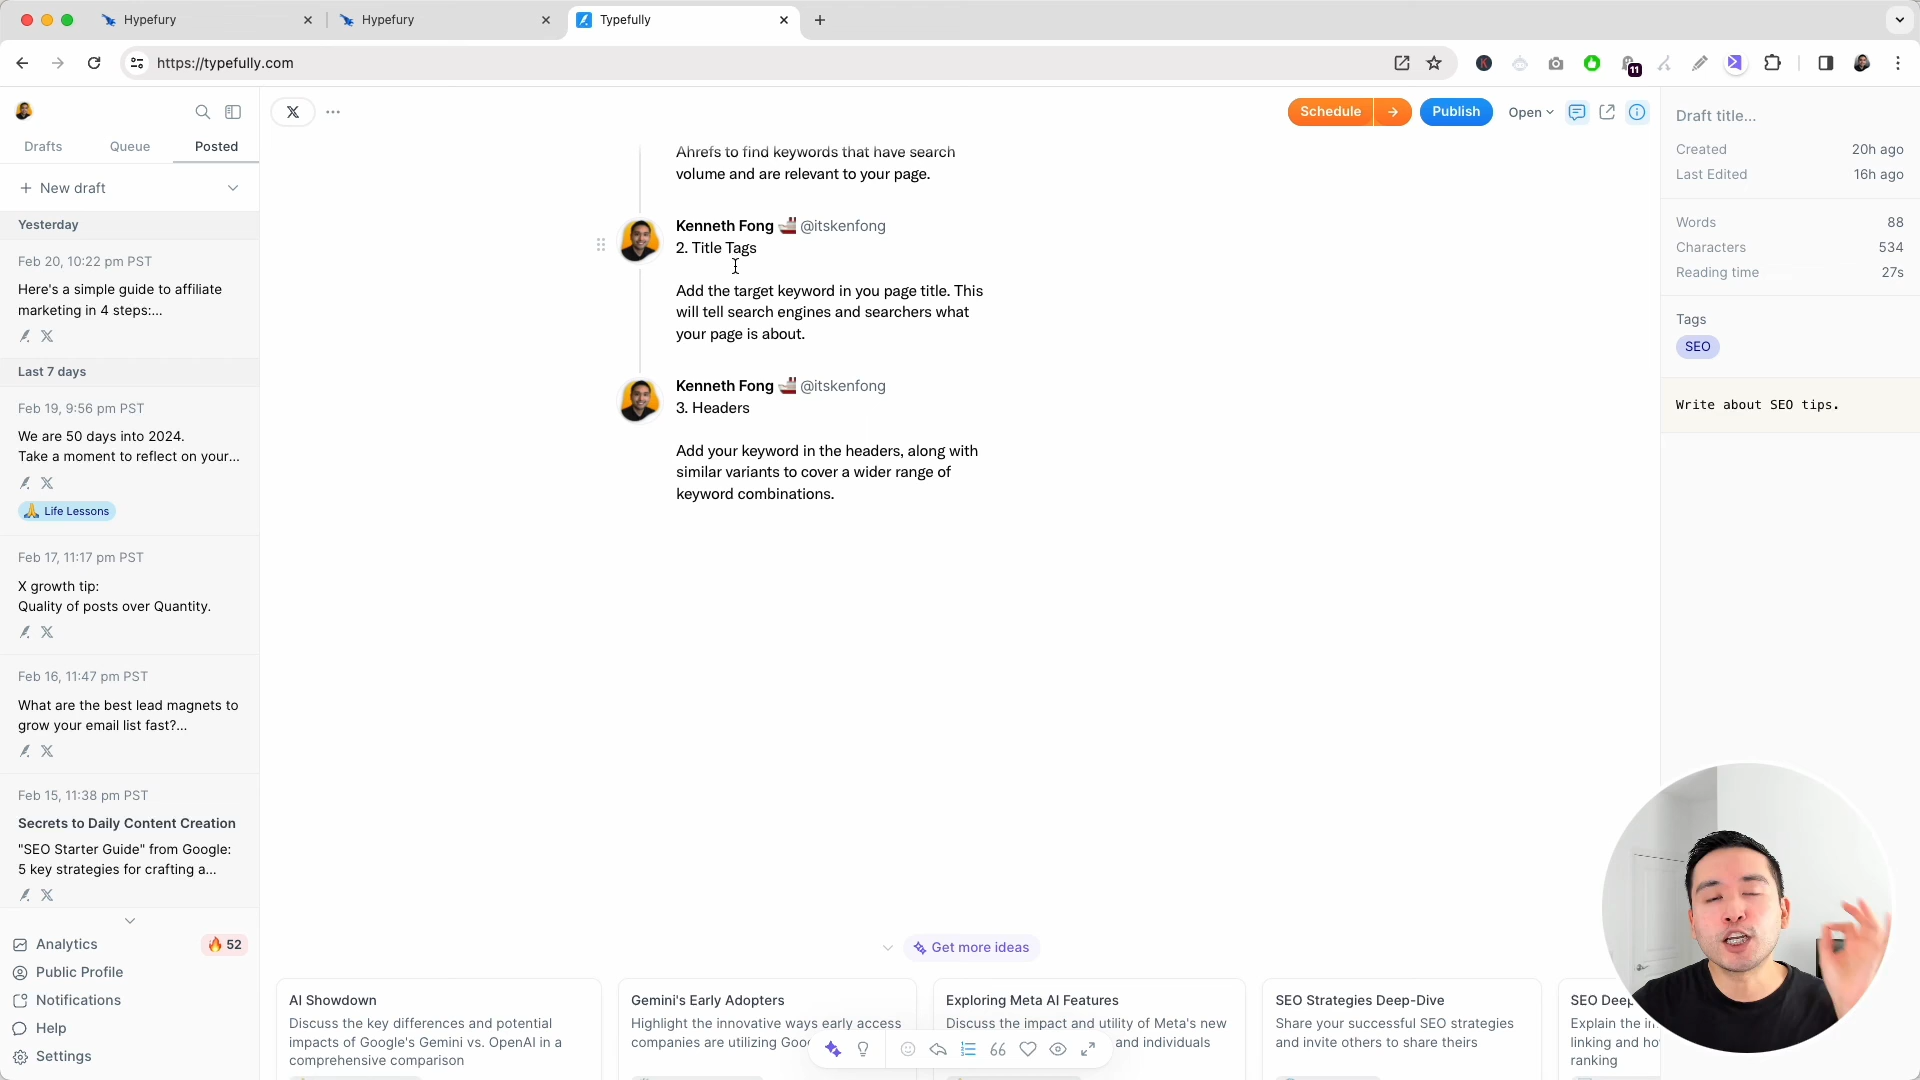 Hypefury
Hypefury
Typefully
https://typefully.com
11
Drafts
Queue
Posted
New draft
Yesterday
Feb 20, 10:22 pm PST
Here's a simple guide to affiliate
marketing in 4 steps:...
Last 7 days
Feb 19, 9:56 pm PST
We are 50 days into 2024.
Take a moment to reflect on your...
🙏 Life Lessons
Feb 17, 11:17 pm PST
X growth tip:
Quality of posts over Quantity.
Feb 16, 11:47 pm PST
What are the best lead magnets to
grow your email list fast?...
Feb 15, 11:38 pm PST
Secrets to Daily Content Creation
"SEO Starter Guide" from Google:
5 key strategies for crafting a...
Analytics
🔥 52
Public Profile
Notifications
Help
Settings
Schedule
Publish
Open
Ahrefs to find keywords that have search
volume and are relevant to your page.
Kenneth Fong 🚢 @itskenfong
2. Title Tags
Add the target keyword in you page title. This
will tell search engines and searchers what
your page is about.
Kenneth Fong 🚢 @itskenfong
3. Headers
Add your keyword in the headers, along with
similar variants to cover a wider range of
keyword combinations.
Get more ideas
AI Showdown
Discuss the key differences and potential
impacts of Google's Gemini vs. OpenAI in a
comprehensive comparison
Gemini's Early Adopters
Highlight the innovative ways early access
companies are utilizing Goo
Exploring Meta AI Features
Discuss the impact and utility of Meta's new
and individuals
SEO Strategies Deep-Dive
Share your successful SEO strategies
and invite others to share theirs
SEO Deep
Explain the im
linking and ho
ranking
Draft title...
Created 20h ago
Last Edited 16h ago
Words 88
Characters 534
Reading time 27s
Tags
SEO
Write about SEO tips.